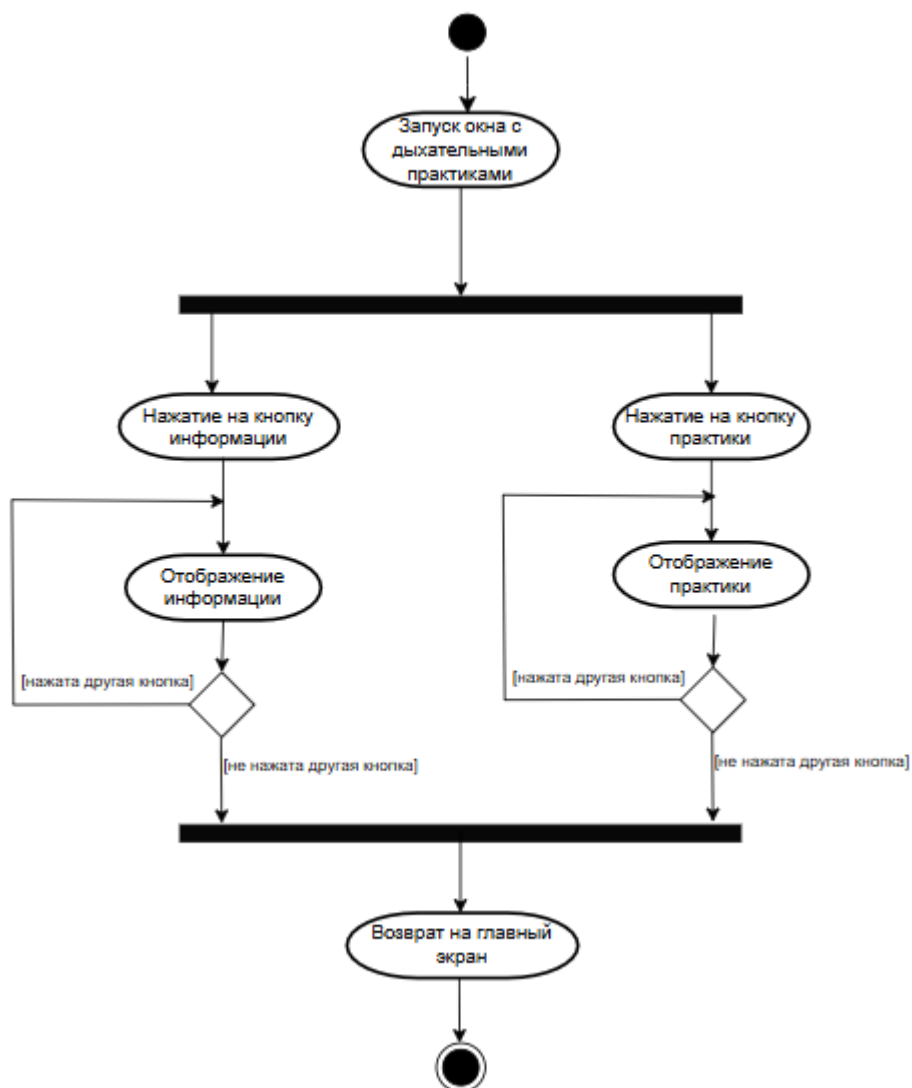 Запуск окна с
дыхательными
практиками
Нажатие на кнопку
информации
Нажатие на кнопку
практики
Отображение
информации
Отображение
практики
[нажата другая кнопка]
[нажата другая кнопка]
[не нажата другая кнопка]
[не нажата другая кнопка]
Возврат на главный
экран